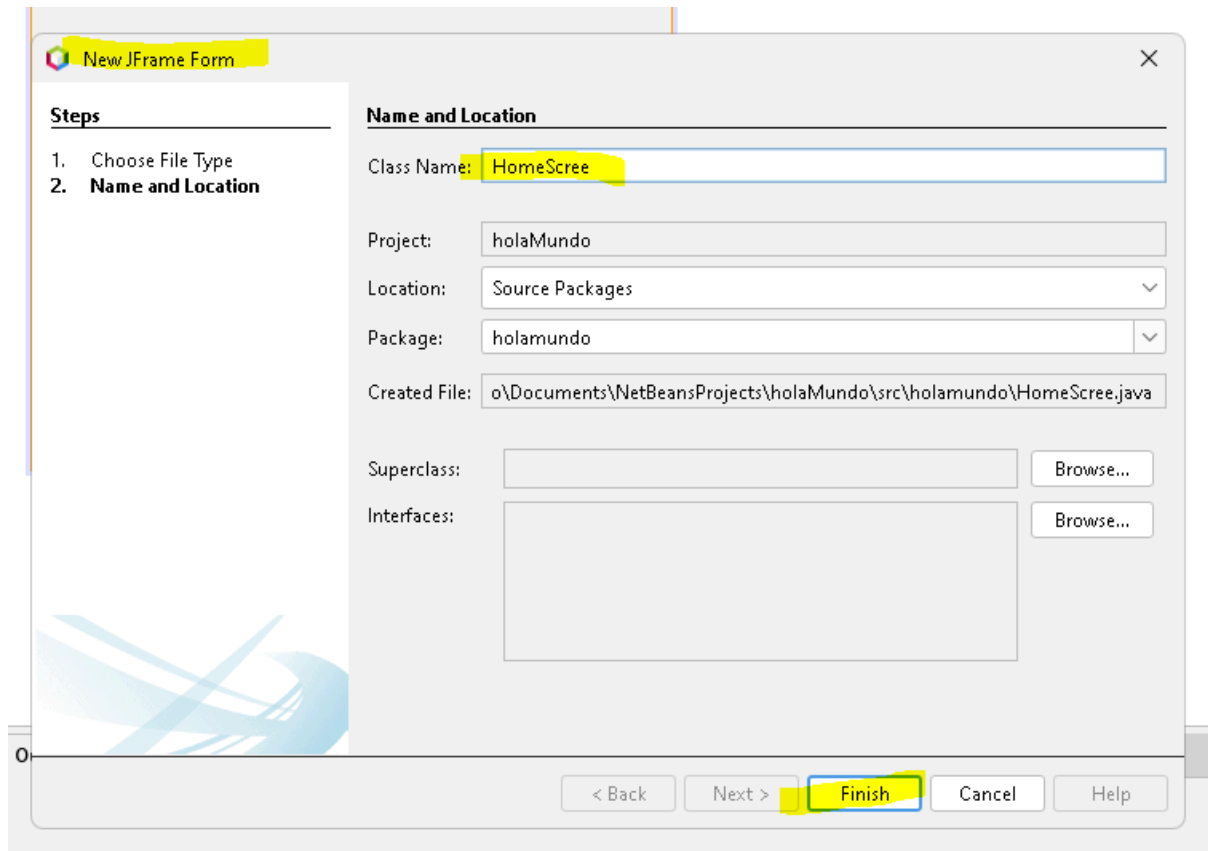 New JFrame Form
Steps
1. Choose File Type
2. Name and Location
Name and Location
Class Name: HomeScree
Project: holaMundo
Location: Source Packages
Package: holamundo
Created File: o\Documents\NetBeansProjects\holaMundo\src\holamundo\HomeScree.java
Superclass: Browse...
Interfaces: Browse...
< Back Next > Finish Cancel Help